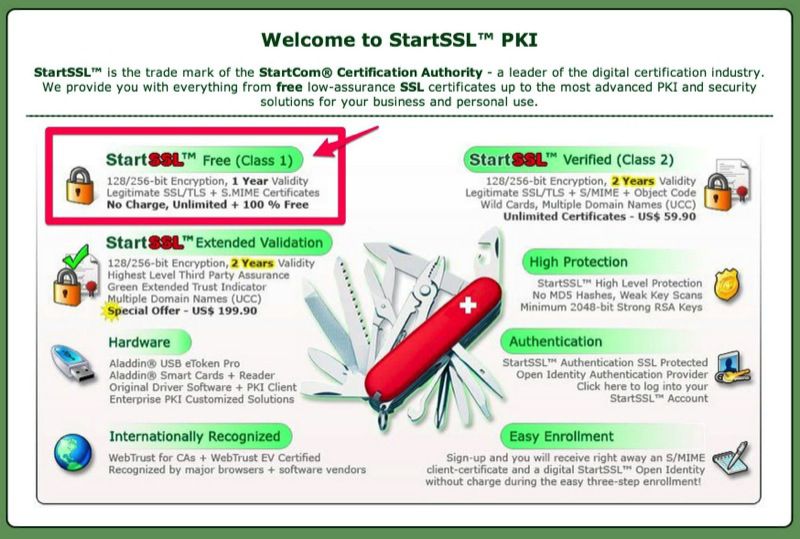 Welcome to StartSSL™ PKI
StartSSL™ is the trade mark of the StartCom® Certification Authority - a leader of the digital certification industry.
We provide you with everything from free low-assurance SSL certificates up to the most advanced PKI and security
solutions for your business and personal use.
StartSSL™ Free (Class 1)
128/256-bit Encryption, 1 Year Validity
Legitimate SSL/TLS + S.MIME Certificates
No Charge, Unlimited + 100 % Free
StartSSL™ Verified (Class 2)
128/256-bit Encryption, 2 Years Validity
Legitimate SSL/TLS + S/MIME + Object Code
Wild Cards, Multiple Domain Names (UCC)
Unlimited Certificates - US$ 59.90
StartSSL™ Extended Validation
128/256-bit Encryption, 2 Years Validity
Highest Level Third Party Assurance
Green Extended Trust Indicator
Multiple Domain Names (UCC)
Special Offer - US$ 199.90
High Protection
StartSSL™ High Level Protection
No MD5 Hashes, Weak Key Scans
Minimum 2048-bit Strong RSA Keys
Hardware
Aladdin® USB eToken Pro
Aladdin® Smart Cards + Reader
Original Driver Software + PKI Client
Enterprise PKI Customized Solutions
Authentication
StartSSL™ Authentication SSL Protected
Open Identity Authentication Provider
Click here to log into your
StartSSL™ Account
Internationally Recognized
WebTrust for CAs + WebTrust EV Certified
Recognized by major browsers + software vendors
Easy Enrollment
Sign-up and you will receive right away an S/MIME
client-certificate and a digital StartSSL™ Open Identity
without charge during the easy three-step enrollment!